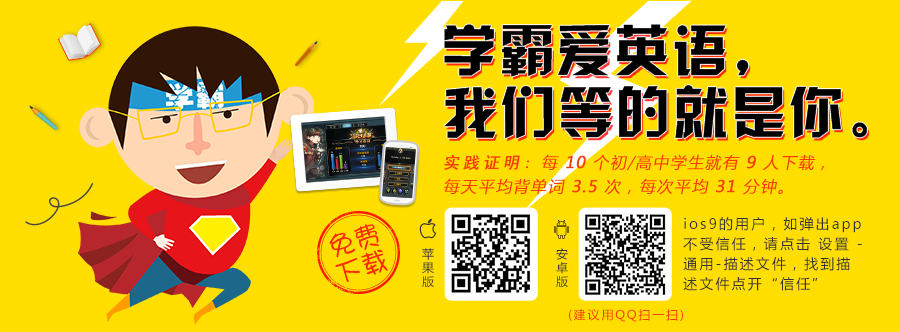 学霸爱英语，
我们等的就是你。
学霸
实践证明：每 10 个初/高中学生就有 9 人下载，
每天平均背单词 3.5 次，每次平均 31 分钟。
免费
下载
苹果版
安卓版
ios9的用户，如弹出app
不受信任，请点击 设置 -
通用-描述文件，找到描
述文件点开“信任”
(建议用QQ扫一扫)